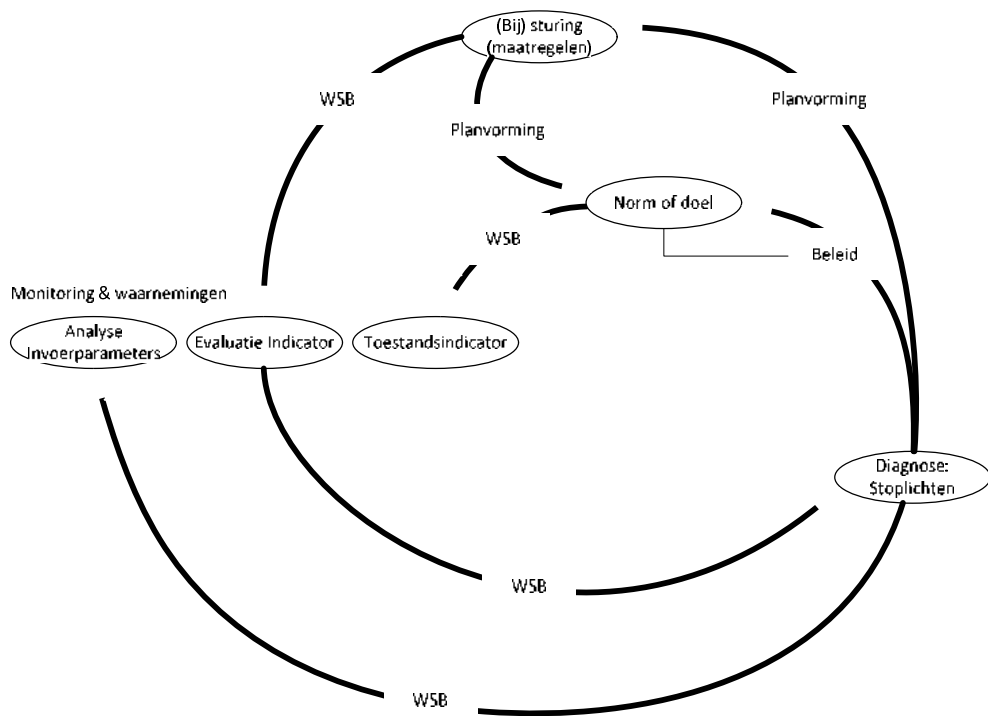 (Bij) sturing
(maatregelen)
WSB
Planvorming
Planvorming
Norm of doel
WSB
Beleid
Monitoring & waarnemingen
Analyse
Invoerparameters
Evaluatie Indicator
Toestandsindicator
Diagnose:
Stoplichten
WSB
WSB